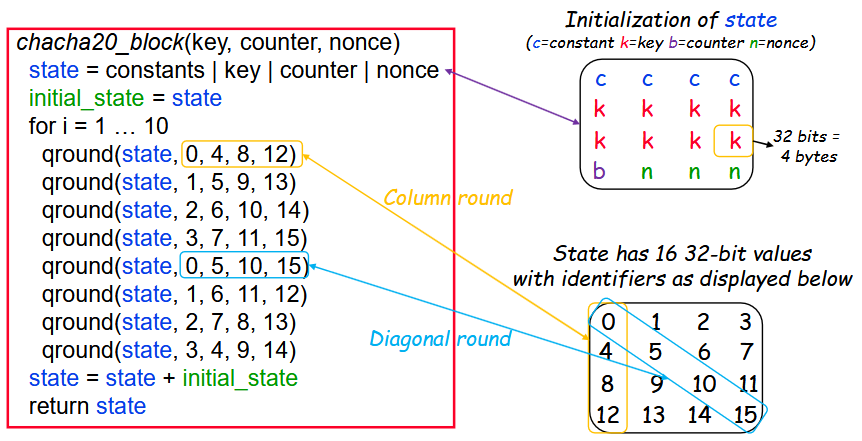 chacha20_block(key, counter, nonce)
state = constants | key | counter | nonce
initial_state = state
for i = 1 … 10
qround(state, 0, 4, 8, 12)
qround(state, 1, 5, 9, 13)
qround(state, 2, 6, 10, 14)
qround(state, 3, 7, 11, 15)
qround(state, 0, 5, 10, 15)
qround(state, 1, 6, 11, 12)
qround(state, 2, 7, 8, 13)
qround(state, 3, 4, 9, 14)
state = state + initial_state
return state
Column round
Diagonal round
Initialization of state
(c=constant k=key b=counter n=nonce)
c c c c
k k k k
k k k k
b n n n
32 bits =
4 bytes
State has 16 32-bit values
with identifiers as displayed below
0 1 2 3
4 5 6 7
8 9 10 11
12 13 14 15